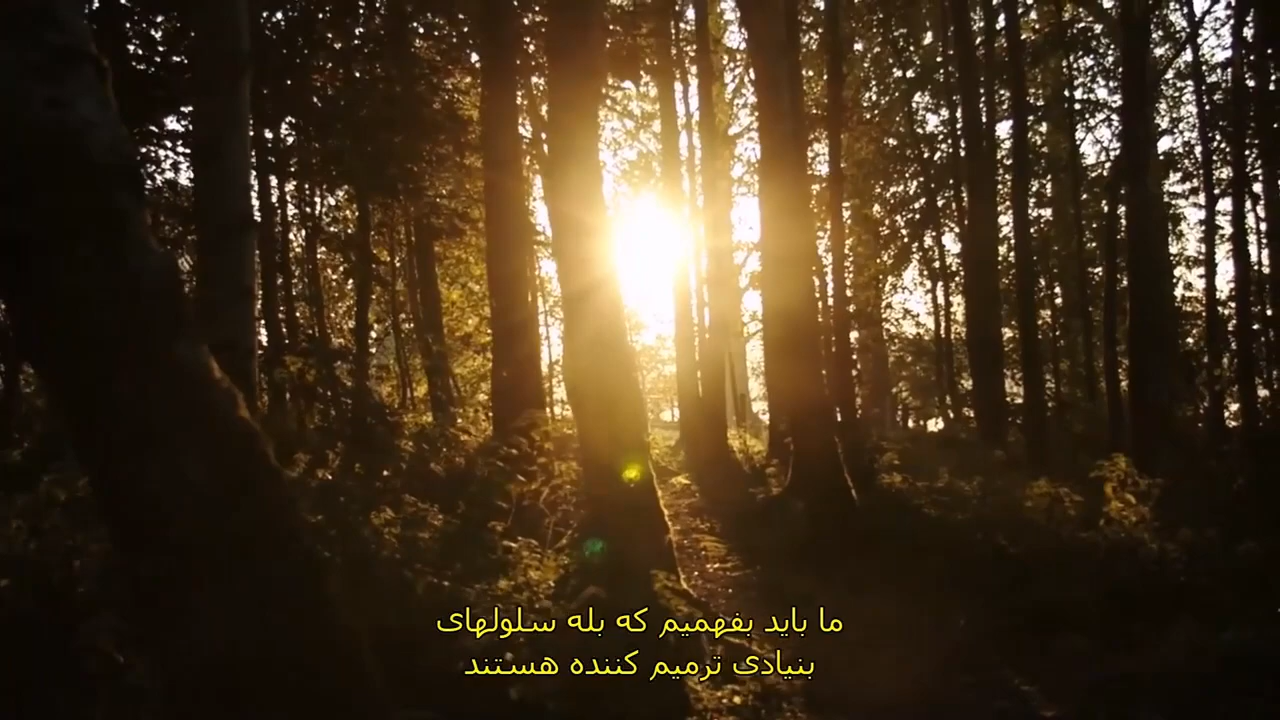 ما باید بفهمیم که بله سلولهای
بنیادی ترمیم کننده هستند